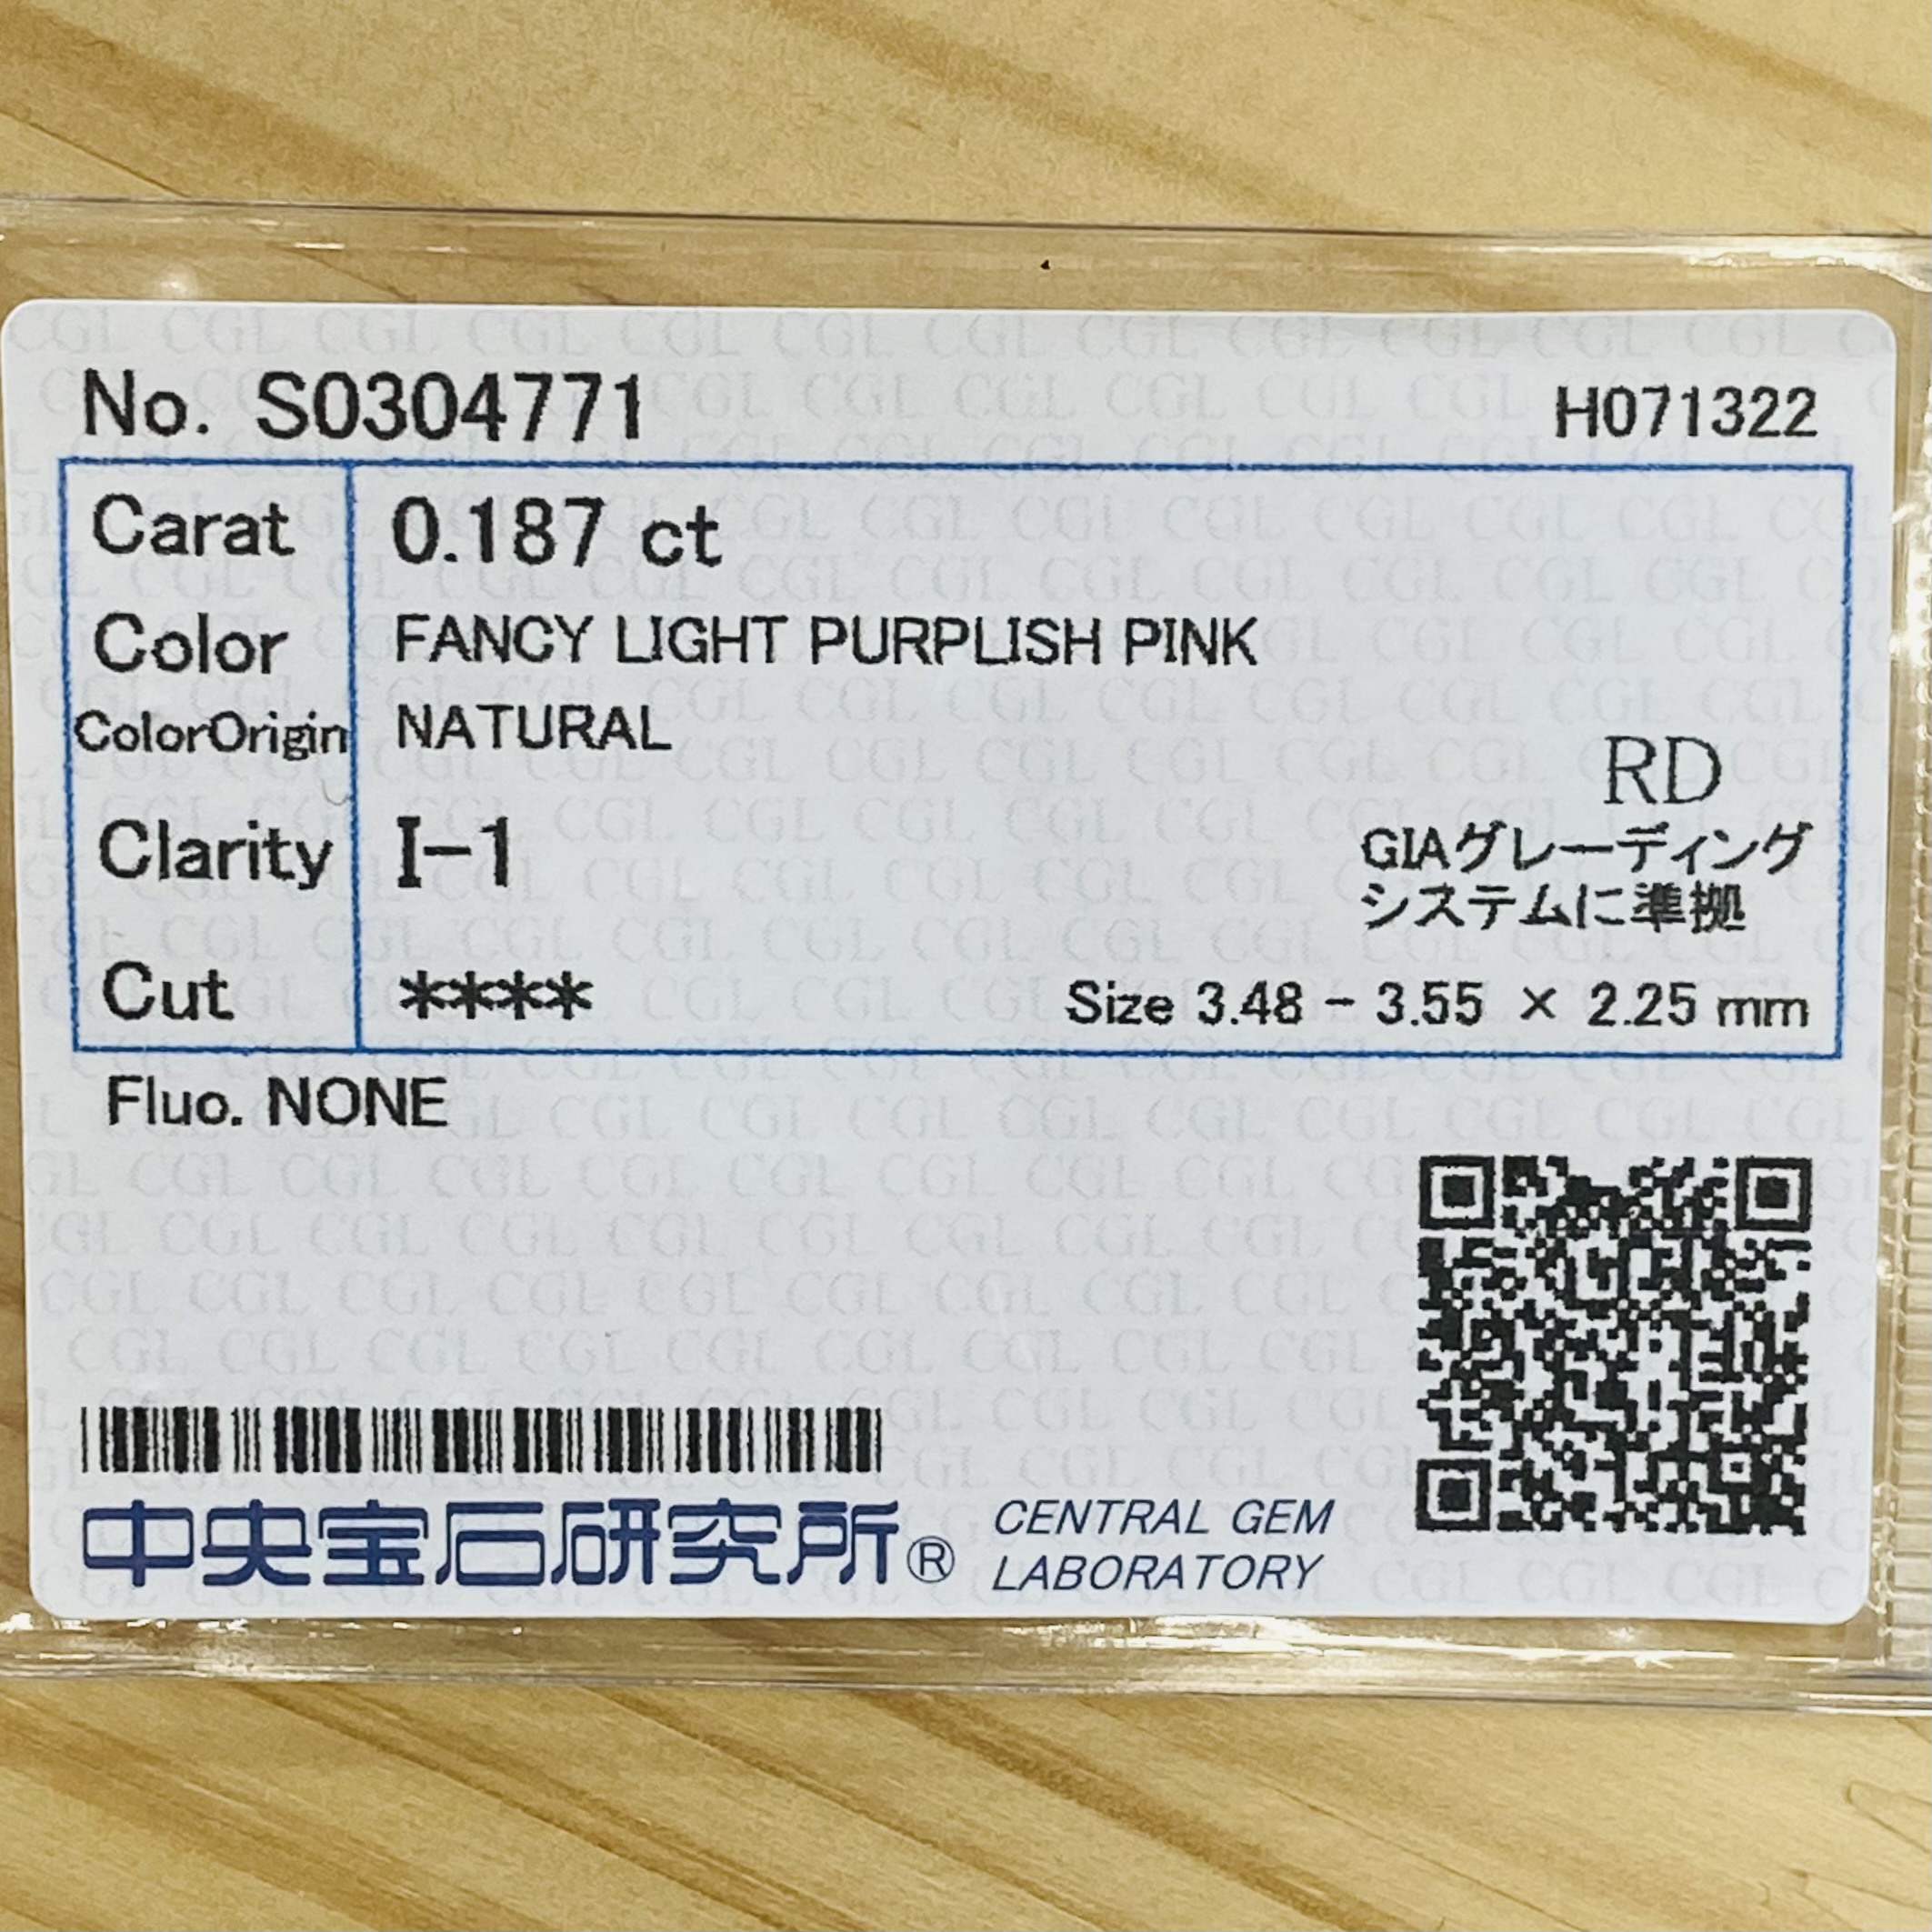 No. S0304771
H071322
Carat 0.187 ct
Color FANCY LIGHT PURPLISH PINK
ColorOrigin NATURAL
RD
Clarity I-1
GIAグレーディング
システムに準拠
Cut ****
Size 3.48 - 3.55 × 2.25 mm
Fluo. NONE
中央宝石研究所®
CENTRAL GEM
LABORATORY